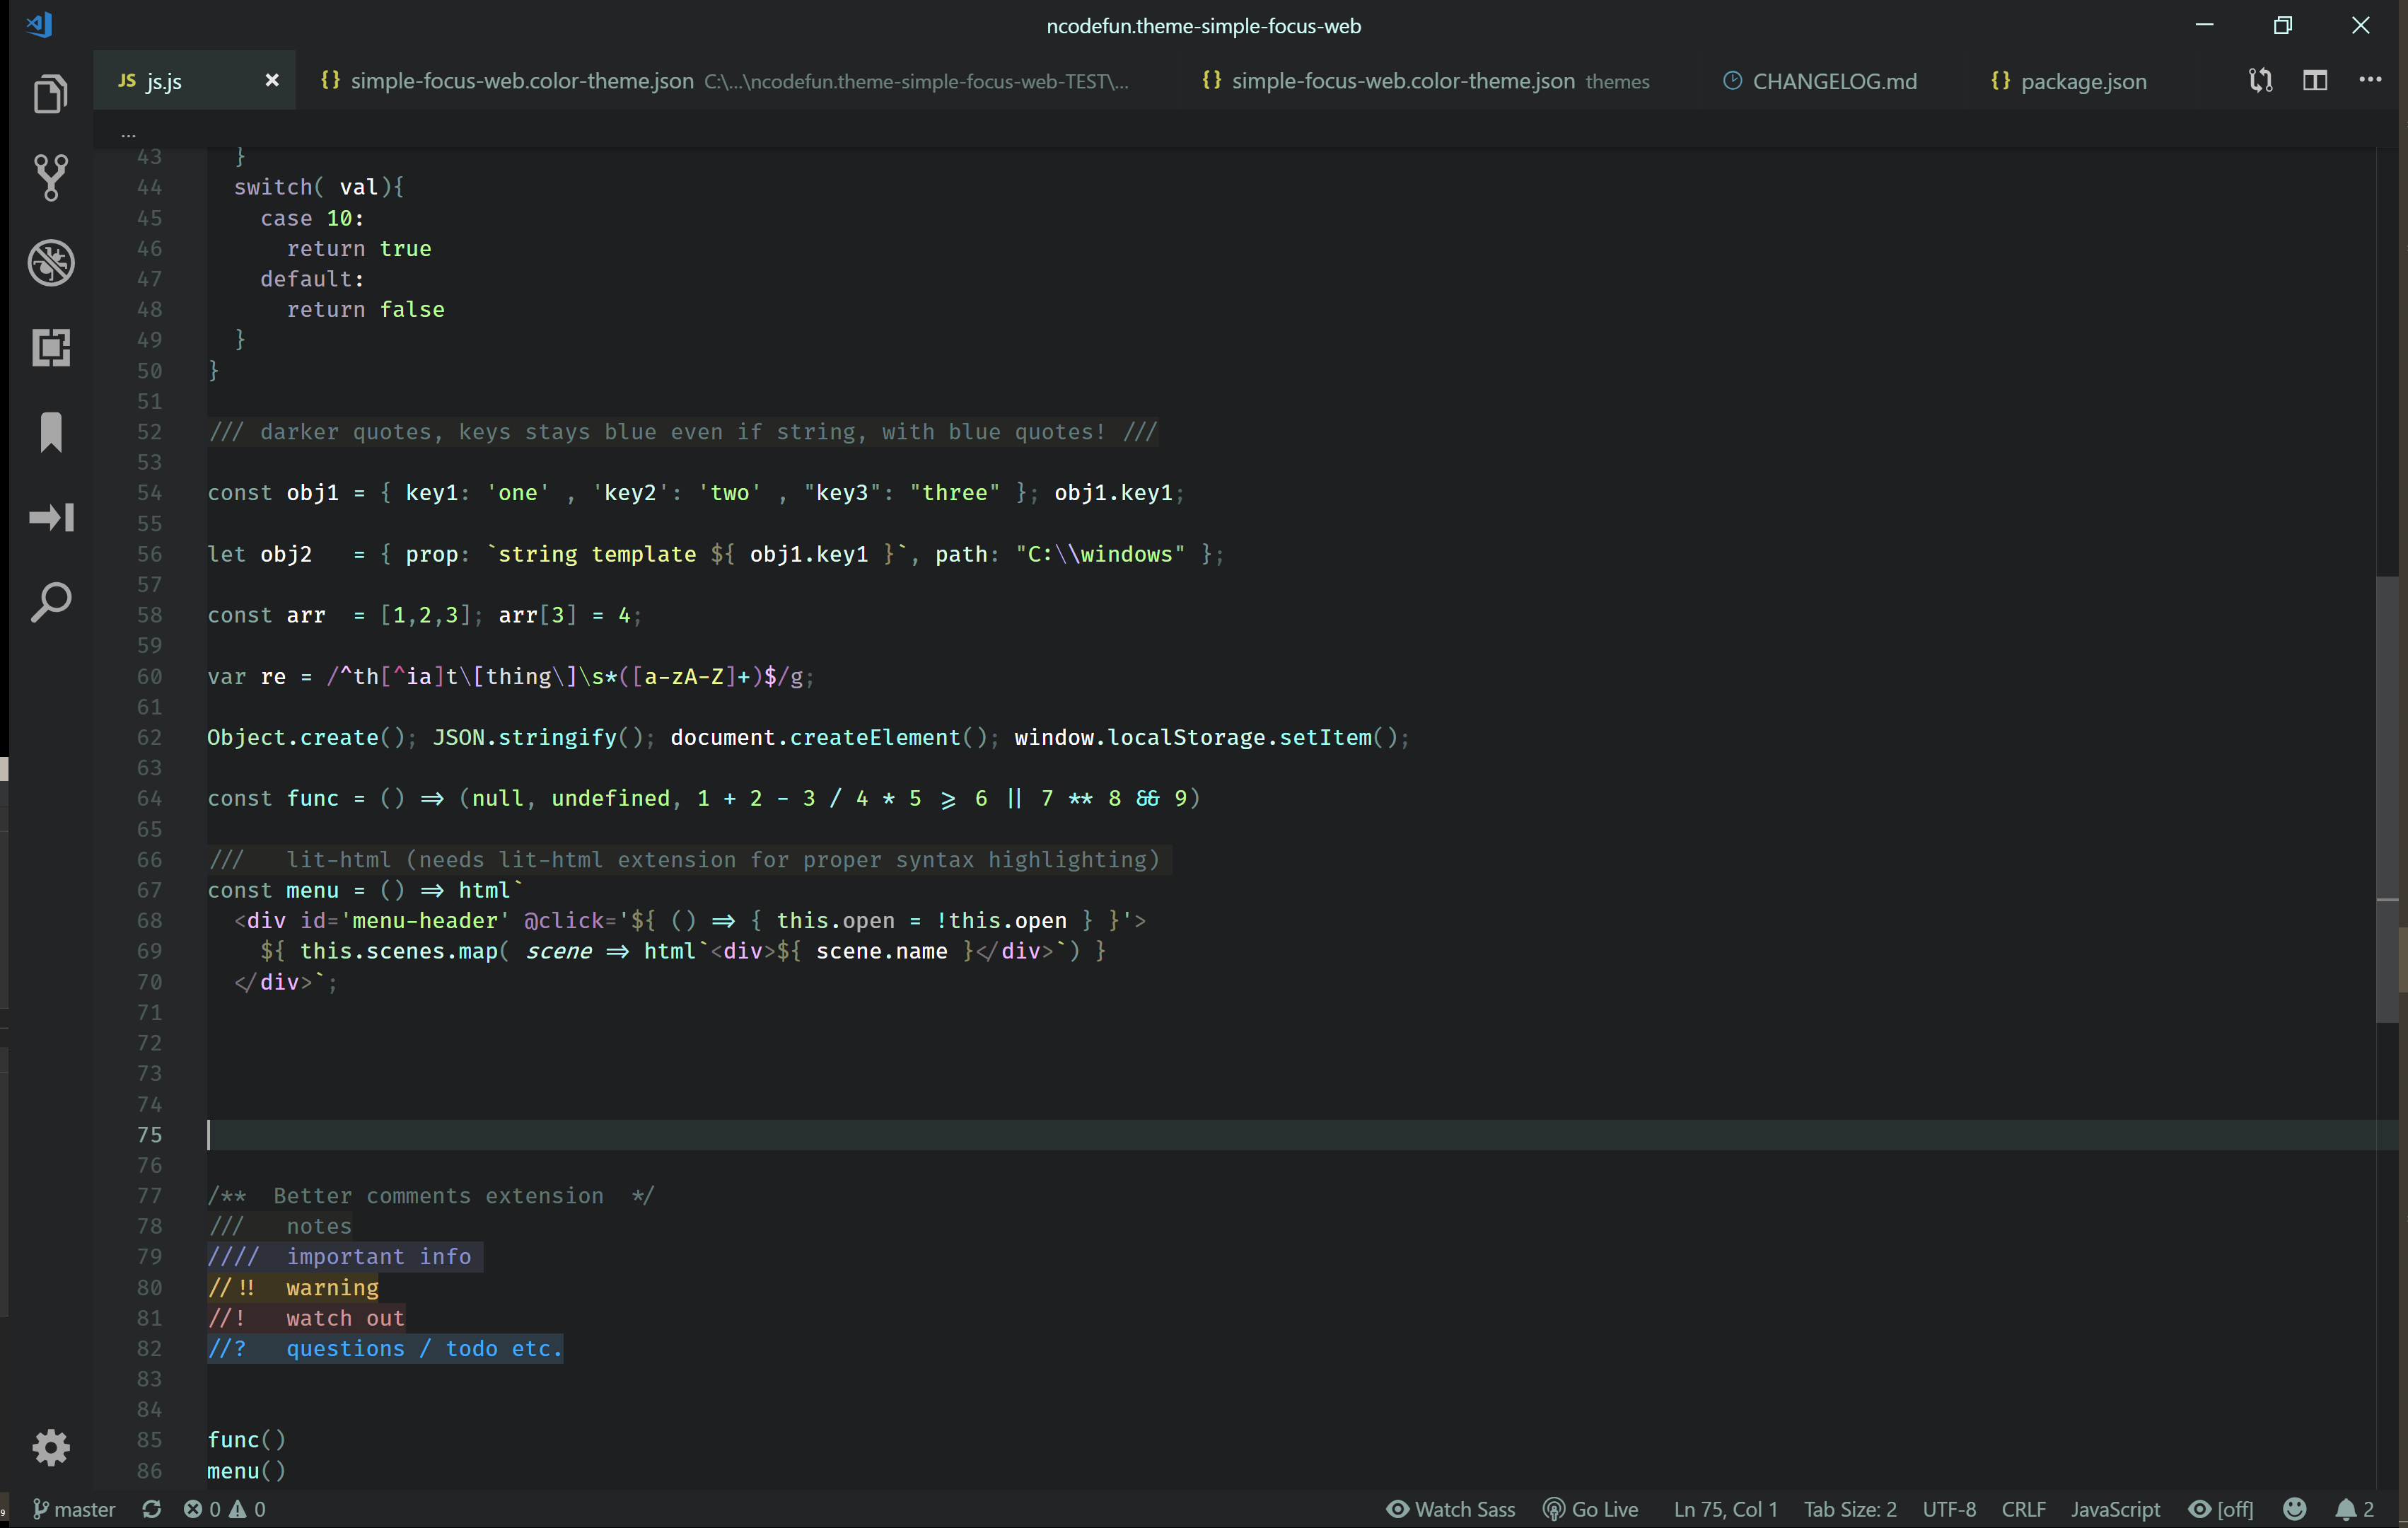 ncodefun.theme-simple-focus-web
JS js.js × {} simple-focus-web.color-theme.json C:\...\ncodefun.theme-simple-focus-web-TEST\... {} simple-focus-web.color-theme.json themes CHANGELOG.md {} package.json ...
...
43   }
44   switch( val){
45     case 10:
46       return true
47     default:
48       return false
49   }
50 }
51
52 /// darker quotes, keys stays blue even if string, with blue quotes! ///
53
54 const obj1 = { key1: 'one' , 'key2': 'two' , "key3": "three" }; obj1.key1;
55
56 let obj2   = { prop: `string template ${ obj1.key1 }`, path: "C:\\windows" };
57
58 const arr  = [1,2,3]; arr[3] = 4;
59
60 var re = /^th[^ia]t\[thing\]\s*([a-zA-Z]+)$/g;
61
62 Object.create(); JSON.stringify(); document.createElement(); window.localStorage.setItem();
63
64 const func = () => (null, undefined, 1 + 2 - 3 / 4 * 5 >= 6 || 7 ** 8 && 9)
65
66 ///   lit-html (needs lit-html extension for proper syntax highlighting)
67 const menu = () => html`
68   <div id='menu-header' @click='${ () => { this.open = !this.open } }'>
69     ${ this.scenes.map( scene => html`<div>${ scene.name }</div>`) }
70   </div>`;
71
72
73
74
75
76
77 /**  Better comments extension  */
78 ///   notes
79 ////  important info
80 //!!  warning
81 //!   watch out
82 //?   questions / todo etc.
83
84
85 func()
86 menu()
master 0 0 Watch Sass Go Live Ln 75, Col 1 Tab Size: 2 UTF-8 CRLF JavaScript [off] 2